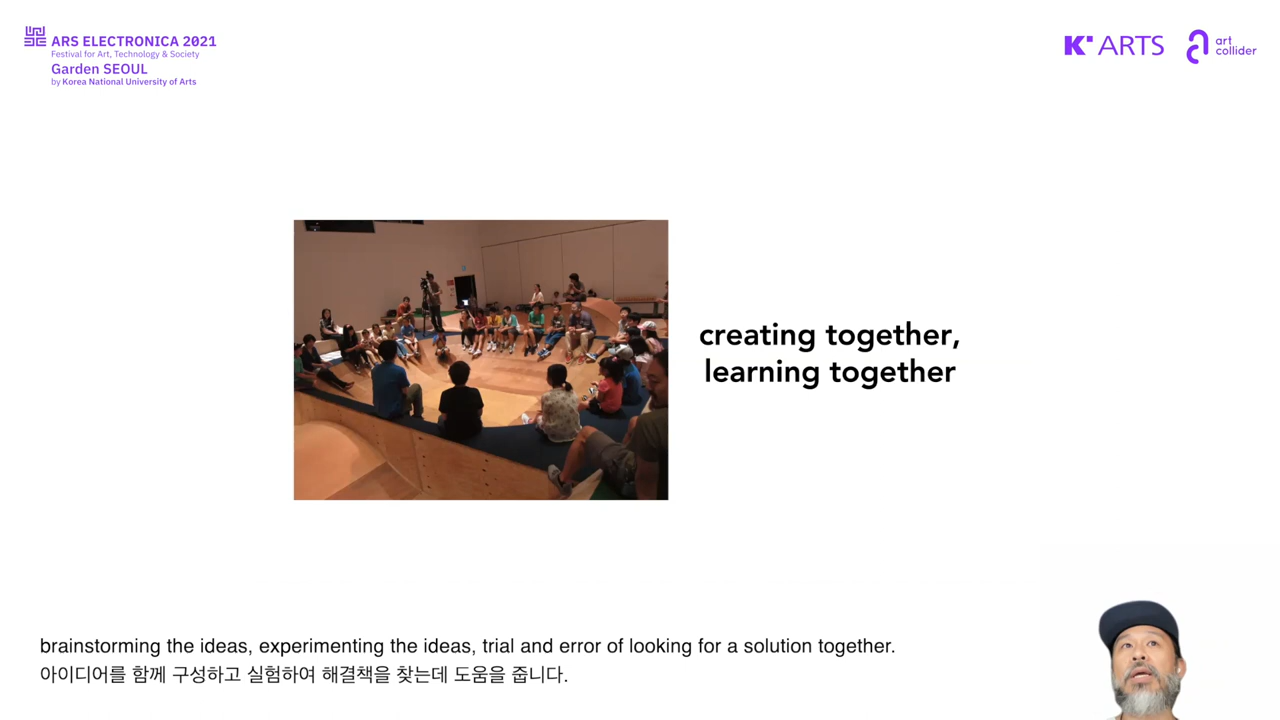 ARS ELECTRONICA 2021
Festival for Art, Technology & Society
Garden SEOUL
by Korea National University of Arts
K ARTS
art
collider
creating together,
learning together
brainstorming the ideas, experimenting the ideas, trial and error of looking for a solution together.
아이디어를 함께 구성하고 실험하여 해결책을 찾는데 도움을 줍니다.